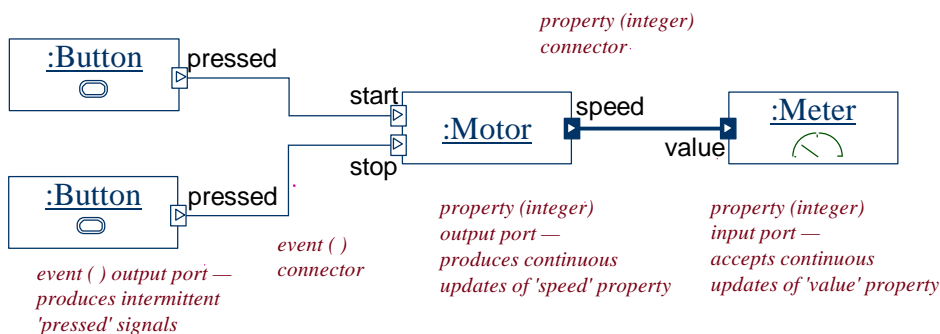 property (integer)
connector
:Button
pressed
start
stop
:Motor
speed
value
:Meter
:Button
pressed
event ( ) output port —
produces intermittent
'pressed' signals
event ( )
connector
property (integer)
output port —
produces continuous
updates of 'speed' property
property (integer)
input port —
accepts continuous
updates of 'value' property